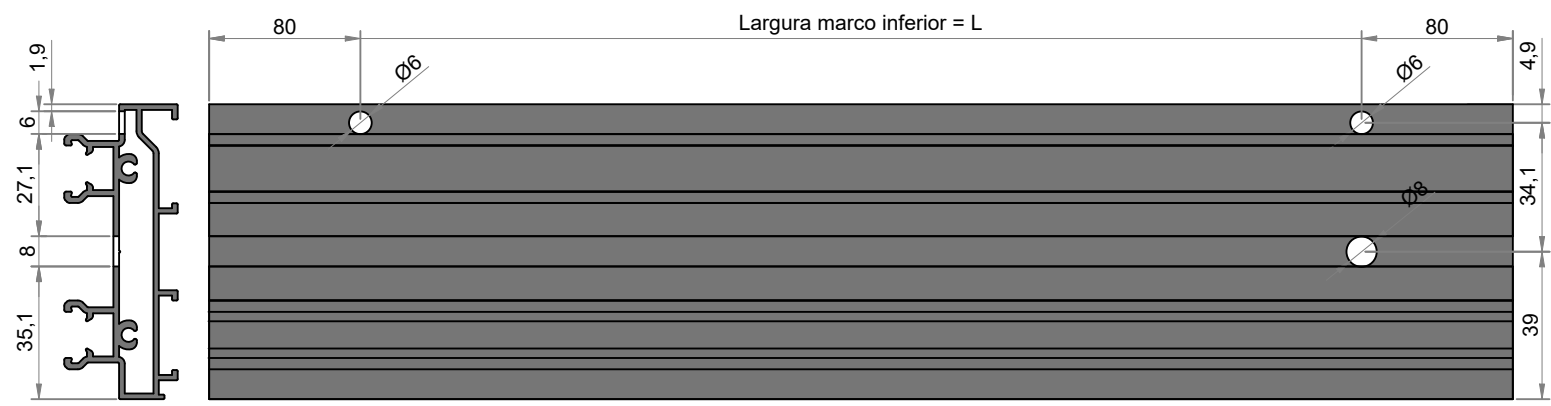 80
Largura marco inferior = L
80
1,9
6
27,1
8
35,1
Ø6
Ø6
Ø8
4,9
34,1
39